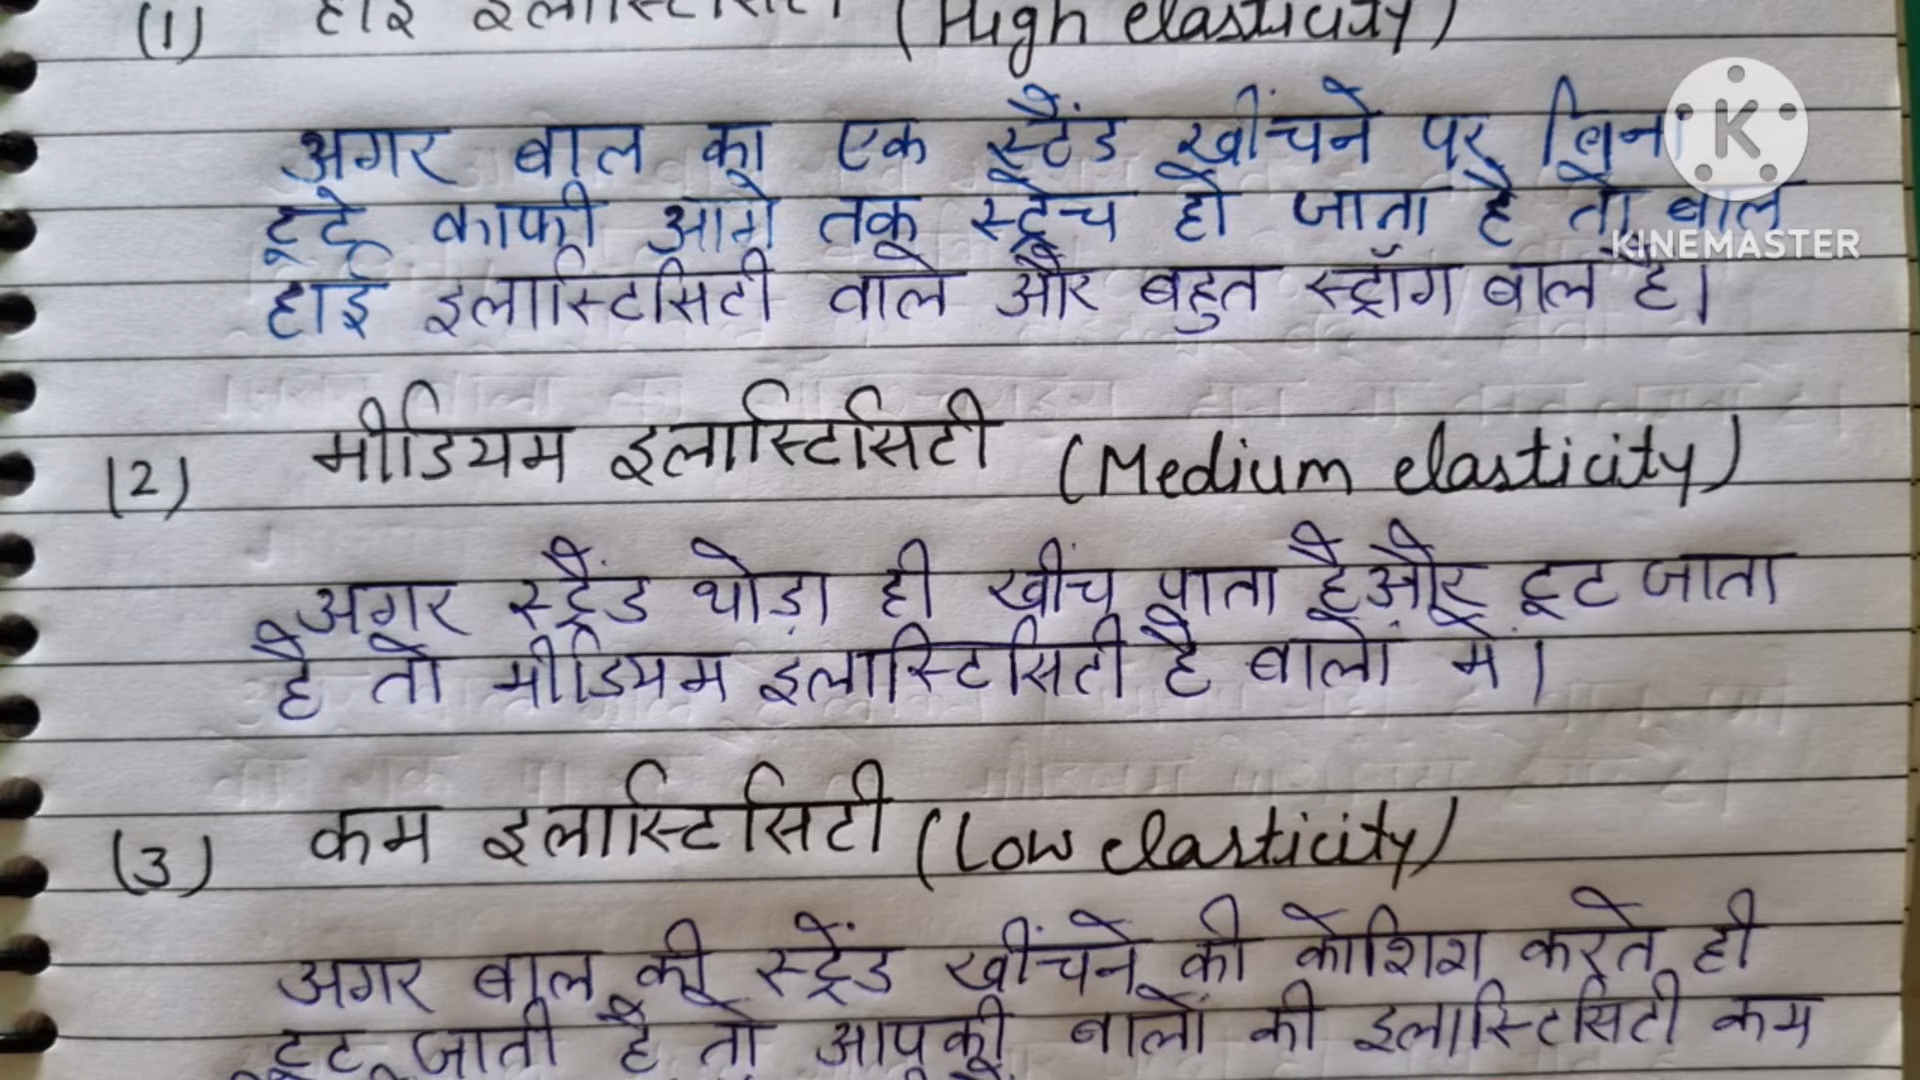 (1) हाई इलास्टिसिटी (High elasticity)
अगर बाल का एक स्टैंड खींचने पर बिना
टूटे काफी आगे तक स्ट्रेच हो जाता है तो बाल
हाई इलास्टिसिटी वाले और बहुत स्ट्रॉग बाल है।
(2) मीडियम इलास्टिसिटी (Medium elasticity)
अगर स्ट्रैंड थोड़ा ही खींच पाता है और टूट जाता
है तो मीडियम इलास्टिसिटी है बालों में।
(3) कम इलास्टिसिटी (Low elasticity)
अगर बाल की स्ट्रेंड खींचने की कोशिश करते ही
टूट जाती है तो आपकी बालों की इलास्टिसिटी कम
K
KINEMASTER